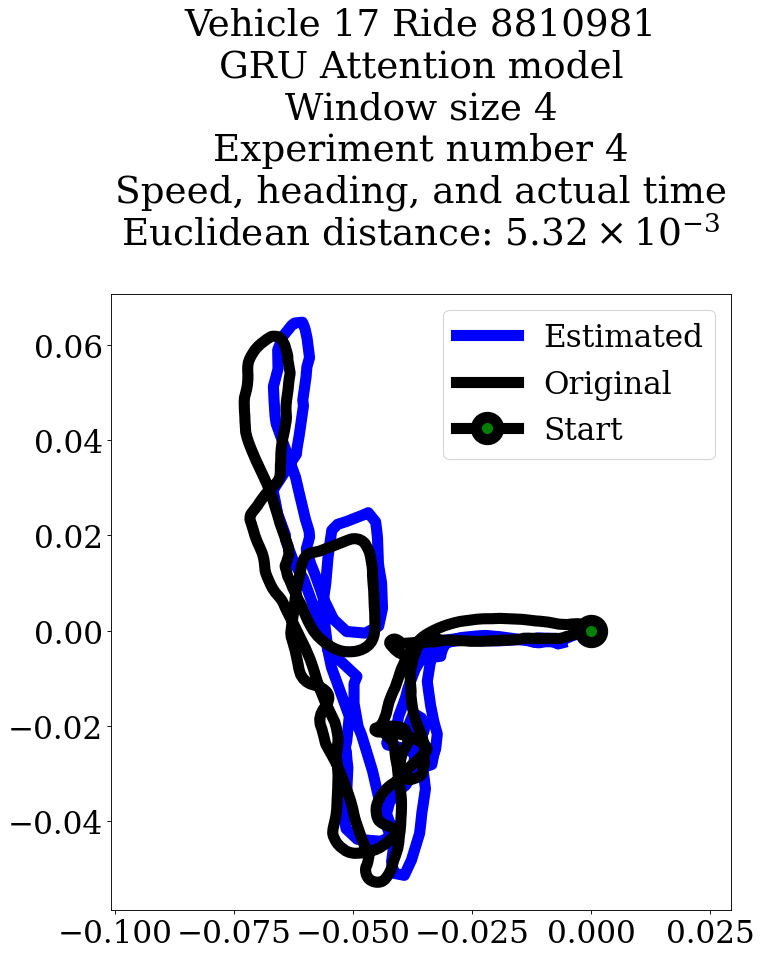 Vehicle 17 Ride 8810981
GRU Attention model
Window size 4
Experiment number 4
Speed, heading, and actual time
Euclidean distance: 5.32 × 10⁻³
Estimated
Original
Start
0.06
0.04
0.02
0.00
−0.02
−0.04
−0.100 −0.075 −0.050 −0.025 0.000 0.025